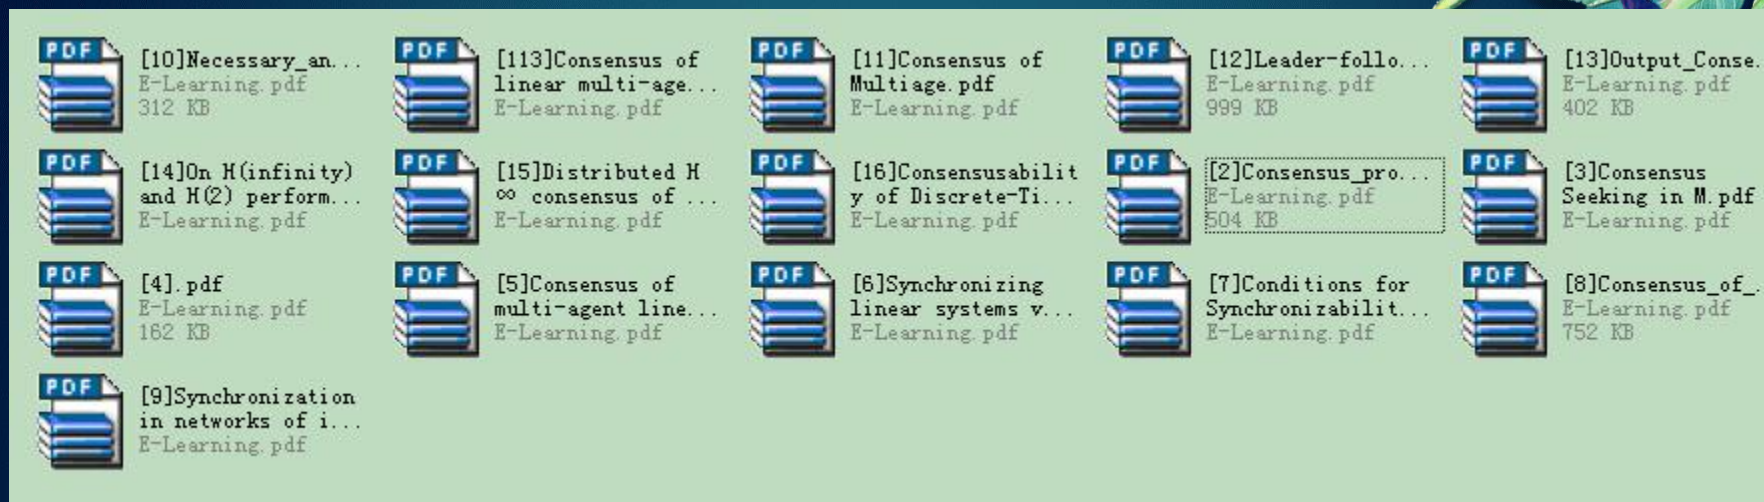 PDF
[10]Necessary_an...
E-Learning.pdf
312 KB
PDF
[113]Consensus of
linear multi-age...
E-Learning.pdf
PDF
[11]Consensus of
Multiage.pdf
E-Learning.pdf
PDF
[12]Leader-follo...
E-Learning.pdf
999 KB
PDF
[13]Output_Conse.
E-Learning.pdf
402 KB
PDF
[14]On H(infinity)
and H(2) perform...
E-Learning.pdf
PDF
[15]Distributed H
∞ consensus of ...
E-Learning.pdf
PDF
[16]Consensusabilit
y of Discrete-Ti...
E-Learning.pdf
PDF
[2]Consensus_pro...
E-Learning.pdf
504 KB
PDF
[3]Consensus
Seeking in M.pdf
E-Learning.pdf
PDF
[4].pdf
E-Learning.pdf
162 KB
PDF
[5]Consensus of
multi-agent line...
E-Learning.pdf
PDF
[6]Synchronizing
linear systems v...
E-Learning.pdf
PDF
[7]Conditions for
Synchronizabilit...
E-Learning.pdf
PDF
[8]Consensus_of_.
E-Learning.pdf
752 KB
PDF
[9]Synchronization
in networks of i...
E-Learning.pdf